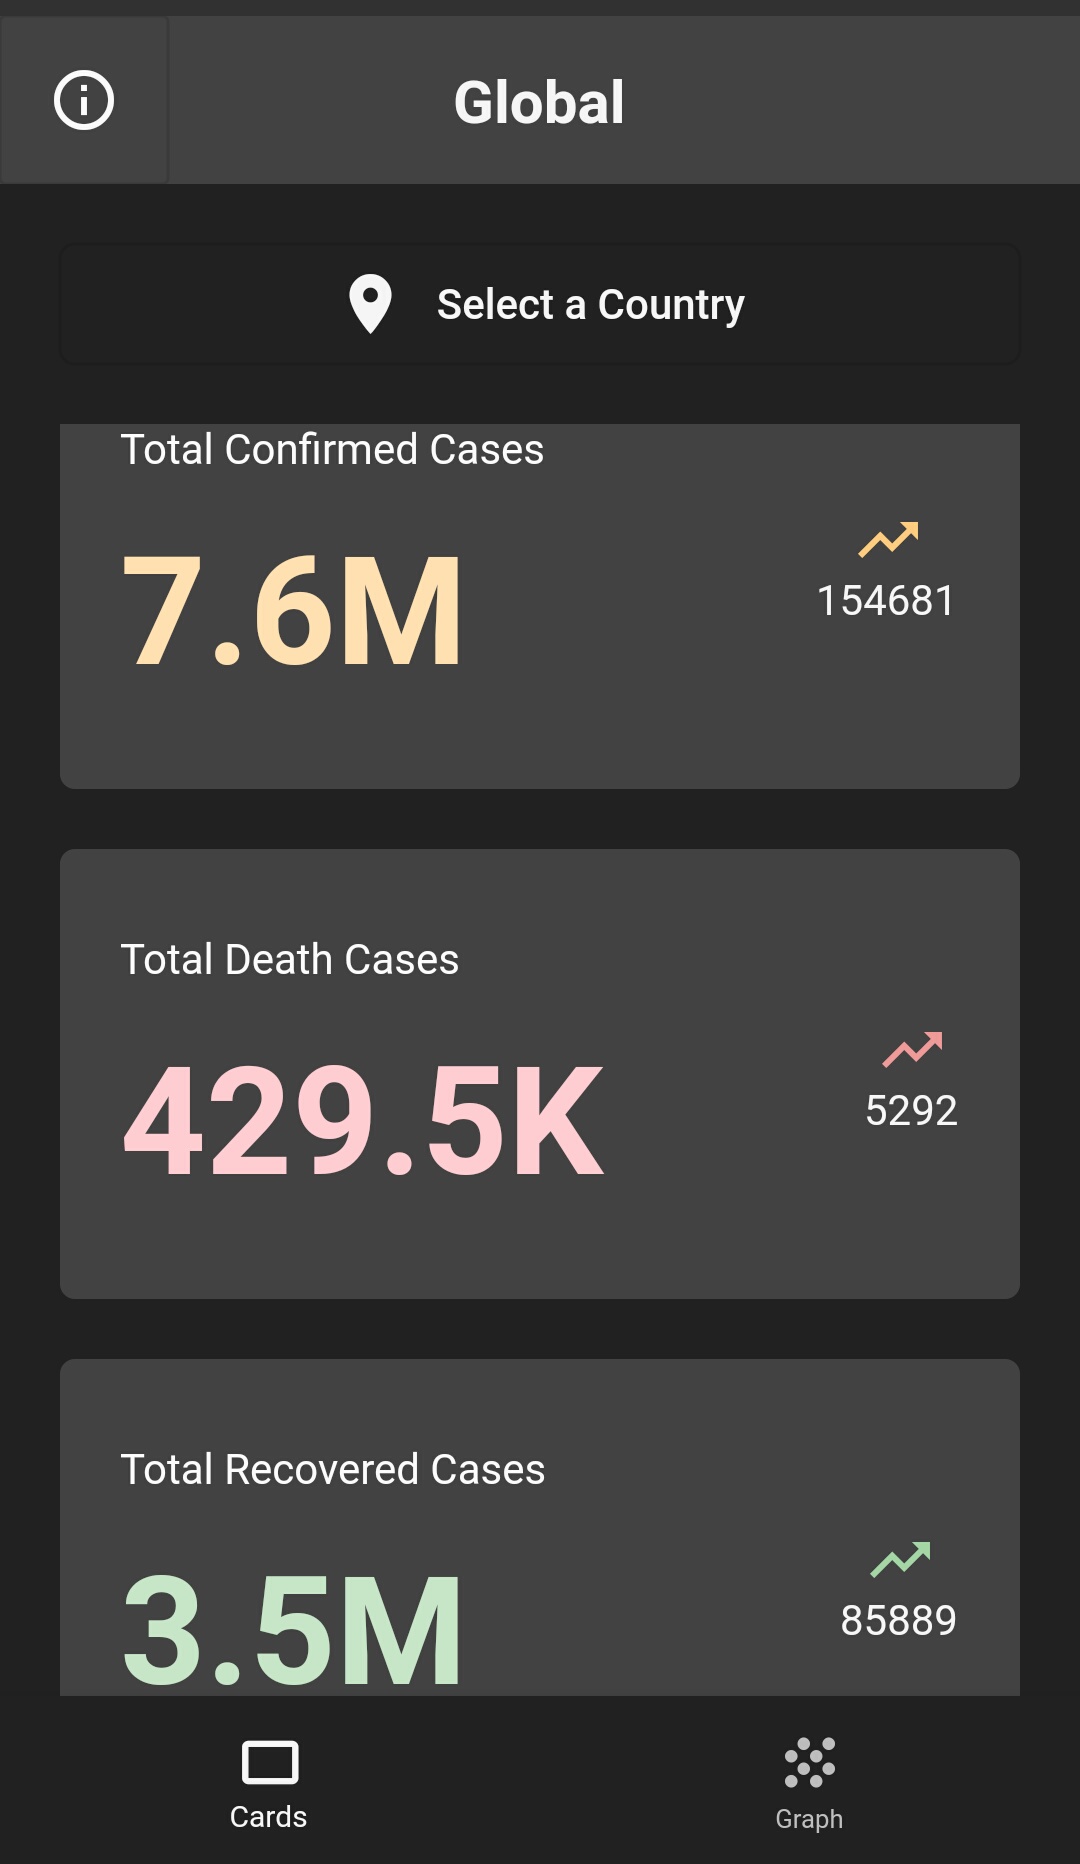 Global
Select a Country
Total Confirmed Cases
7.6M
154681
Total Death Cases
429.5K
5292
Total Recovered Cases
3.5M
85889
Cards
Graph